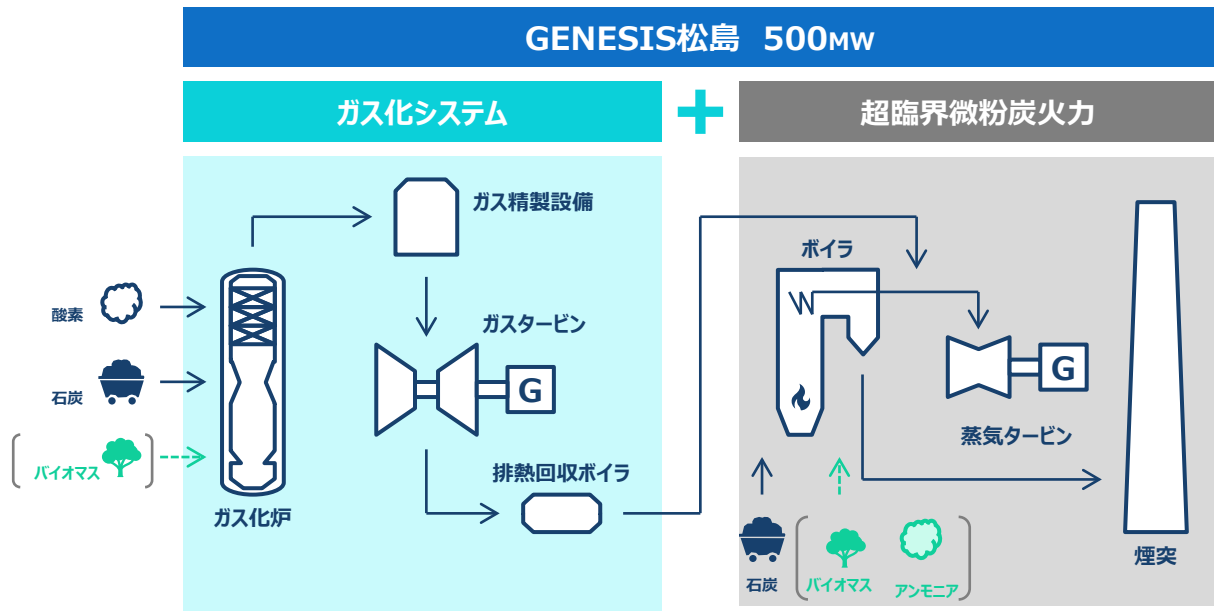 GENESIS松島 500MW
ガス化システム
超臨界微粉炭火力
ガス精製設備
酸素
石炭
バイオマス
ガス化炉
ガスタービン
G
排熱回収ボイラ
ボイラ
G
蒸気タービン
石炭
バイオマス
アンモニア
煙突